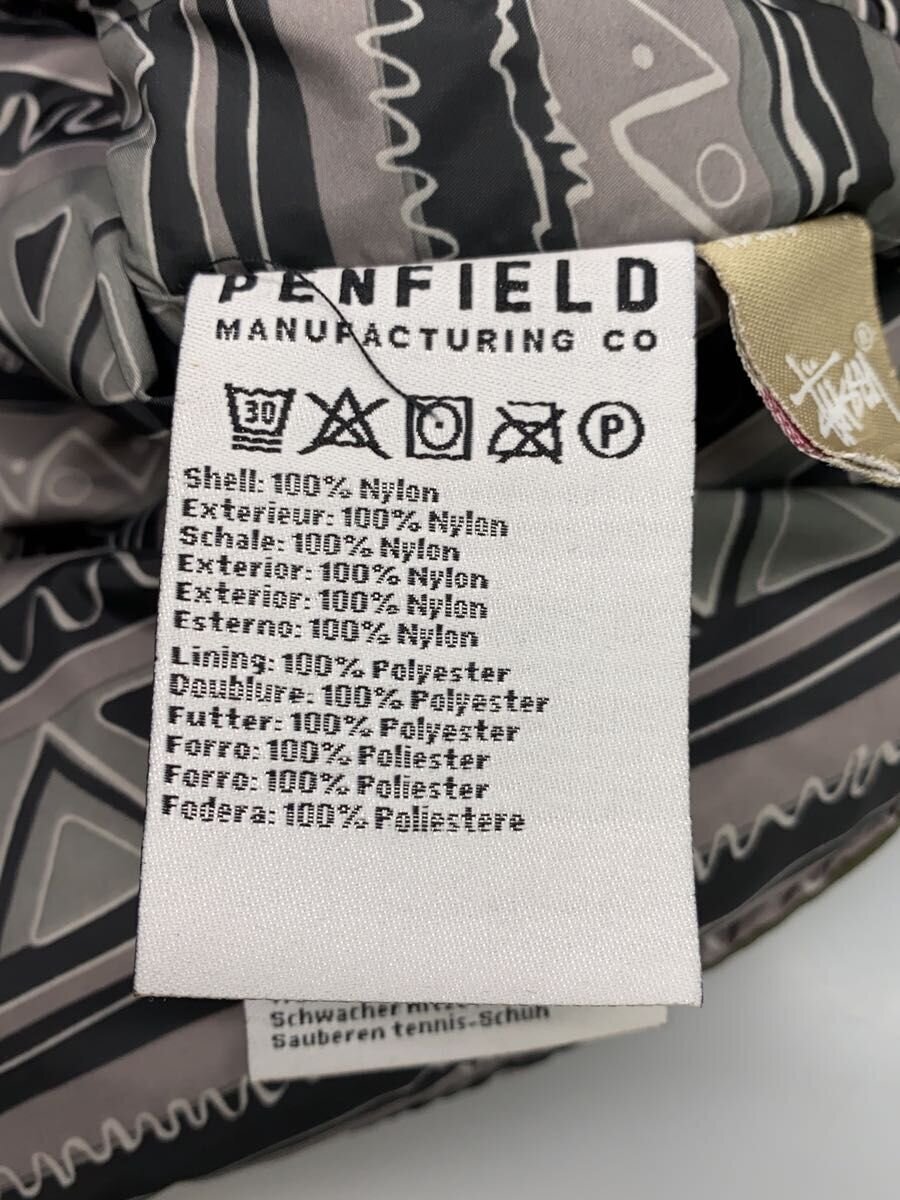 PENFIELD
MANUFACTURING CO
30
P
Shell: 100% Nylon
Exterieur: 100% Nylon
Schale: 100% Nylon
Exterior: 100% Nylon
Exterior: 100% Nylon
Esterno: 100% Nylon
Lining: 100% Polyester
Doublure: 100% Polyester
Futter: 100% Polyester
Forro: 100% Poliester
Forro: 100% Poliester
Fodera: 100% Poliestere
Stüssy ®
Schwacher Hitze
Sauberen tennis-Schuh